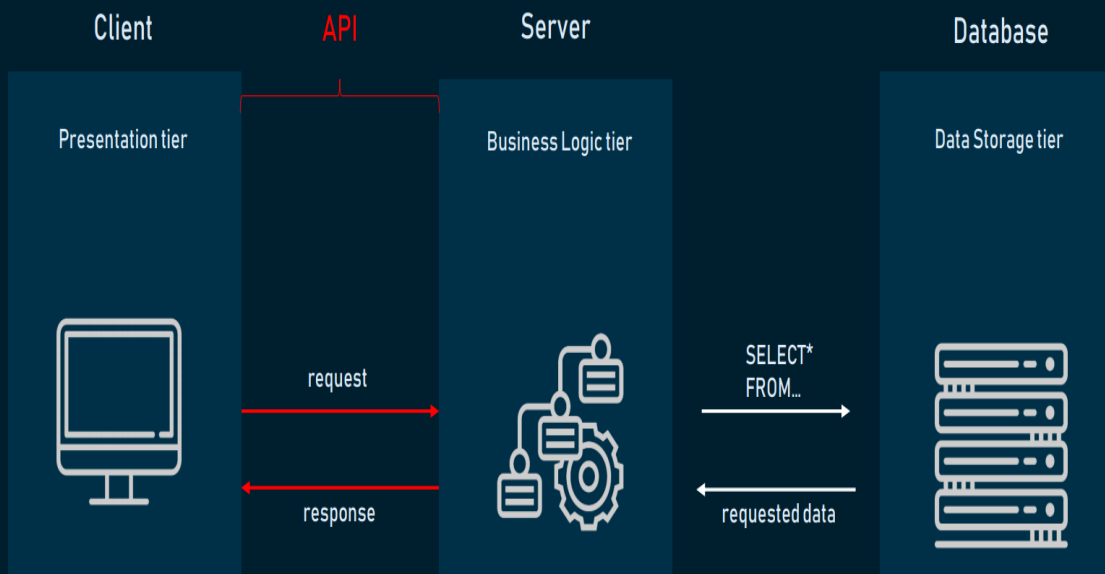 Client
API
Server
Database
Presentation tier
Business Logic tier
Data Storage tier
request
response
SELECT*
FROM...
requested data